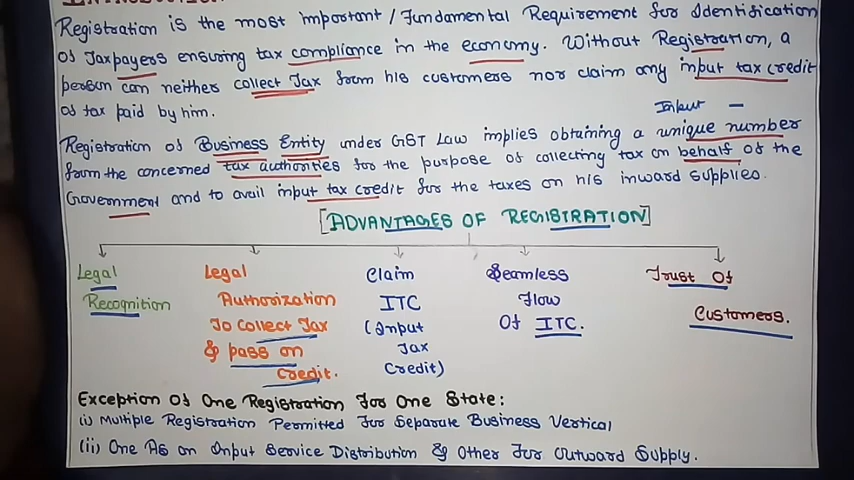 Registration is the most important / Fundamental Requirement for Identification
of Taxpayers ensuring tax compliance in the economy. Without Registration, a
person can neither collect Tax from his customers nor claim any input tax credit
of tax paid by him.
Input -
Registration of Business Entity under GST Law implies obtaining a unique number
from the concerned tax authorities for the purpose of collecting tax on behalf of the
Government and to avail input tax credit for the taxes on his inward supplies.
[ADVANTAGES OF REGISTRATION]
Legal
Recognition
Legal
Authorization
To Collect Tax
& pass on
credit.
Claim
ITC
(Input
Tax
Credit)
Seamless
Flow
Of ITC.
Trust Of
Customers.
Exception Of One Registration For One State:
(i) Multiple Registration Permitted For Separate Business Vertical
(ii) One As an Input Service Distribution & Other For Outward Supply.